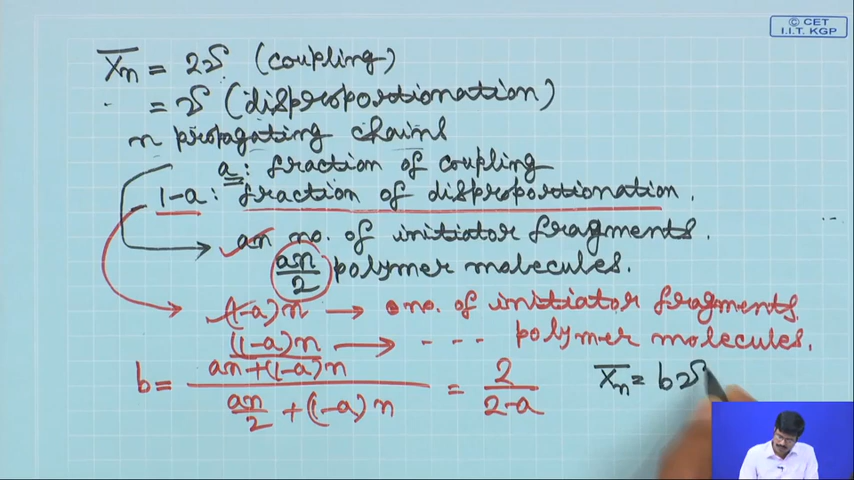 © CET
I.I.T. KGP
X̅n = 2ν (coupling)
= ν (disproportionation)
n propagating chains
a: fraction of coupling
1-a: fraction of disproportionation.
an no. of initiator fragments.
an/2 polymer molecules.
(1-a)n → no. of initiator fragments.
(1-a)n → - - - polymer molecules.
b = (an+(1-a)n)/(an/2 + (1-a)n) = 2/(2-a) X̅n = bν